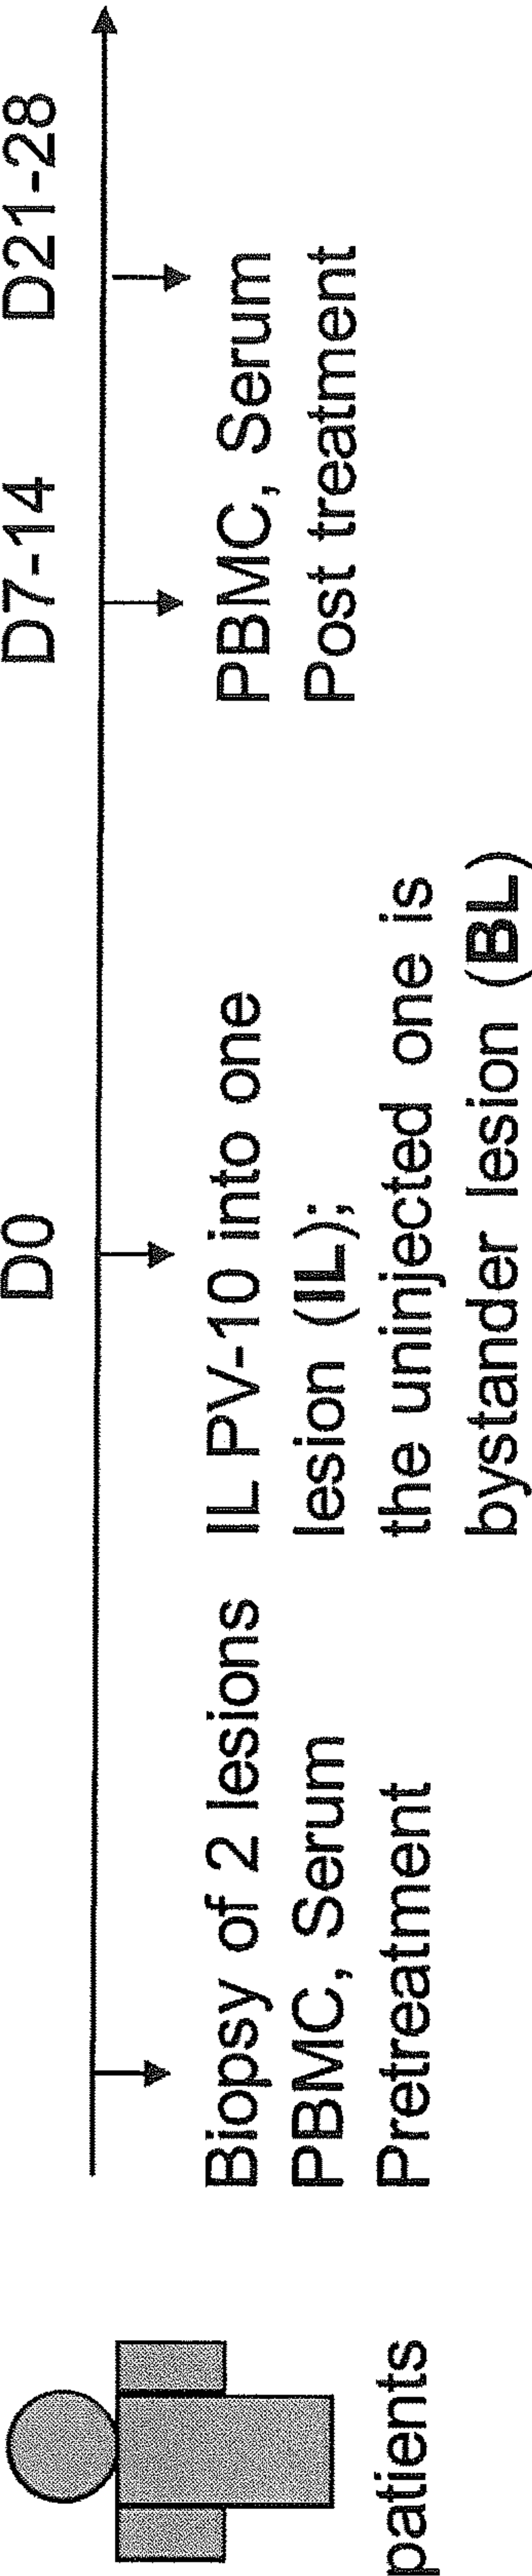 D0
D7-14
D21-28
Biopsy of 2 lesions
PBMC, Serum
Pretreatment
IL PV-10 into one
lesion (IL);
the uninjected one is
bystander lesion (BL)
PBMC, Serum
Post treatment
patients